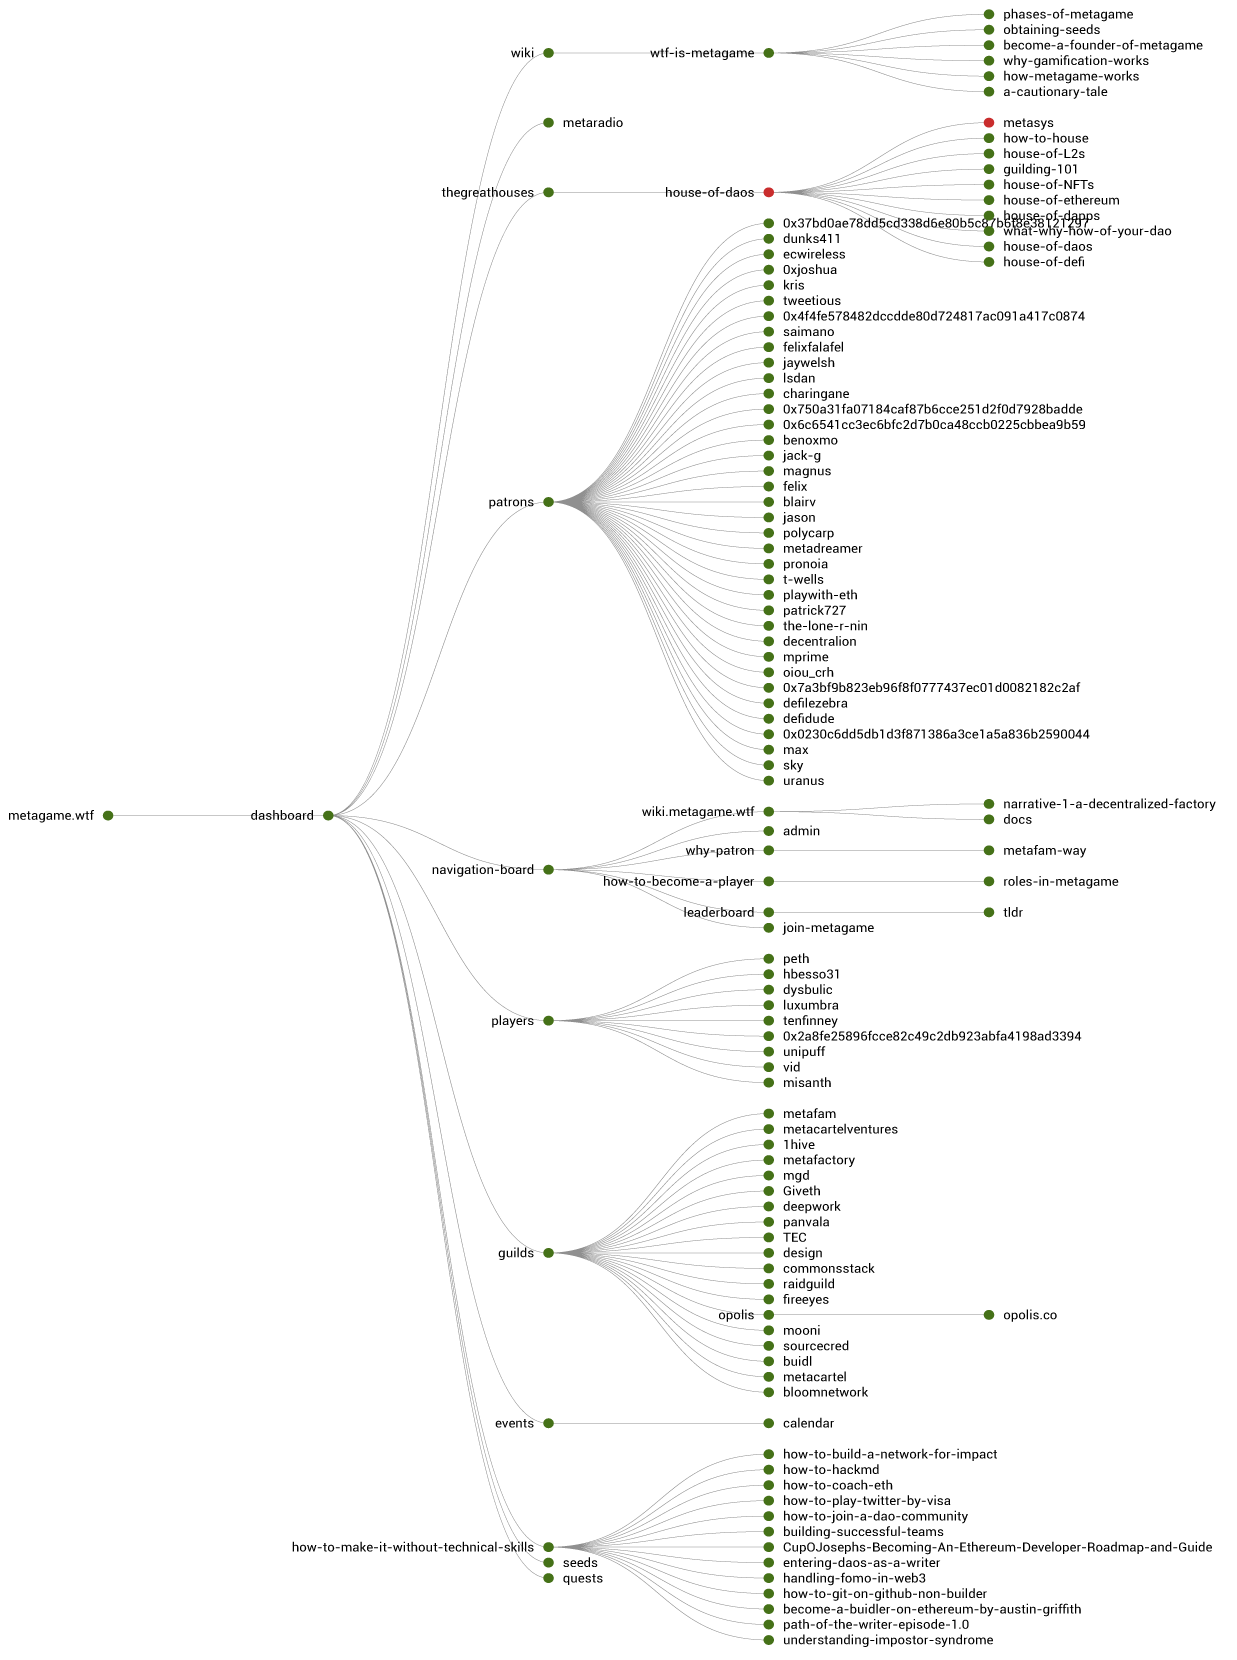 metagame.wtf
dashboard
wiki
wtf-is-metagame
phases-of-metagame
obtaining-seeds
become-a-founder-of-metagame
why-gamification-works
how-metagame-works
a-cautionary-tale
metaradio
thegreathouses
house-of-daos
metasys
how-to-house
house-of-L2s
guilding-101
house-of-NFTs
house-of-ethereum
house-of-dapps
what-why-how-of-your-dao
house-of-daos
house-of-defi
patrons
dunks411
ecwireless
0xjoshua
kris
tweetious
0x4f4fe578482dccdde80d724817ac091a417c0874
saimano
felixfalafel
jaywelsh
lsdan
charingane
0x750a31fa07184caf87b6cce251d2f0d7928badde
0x6c6541cc3ec6bfc2d7b0ca48ccb0225cbbea9b59
benoxmo
jack-g
magnus
felix
blairv
jason
polycarp
metadreamer
pronoia
t-wells
playwith-eth
patrick727
the-lone-r-nin
decentralion
mprime
oiou_crh
0x7a3bf9b823eb96f8f0777437ec01d0082182c2af
defilezebra
defidude
0x0230c6dd5db1d3f871386a3ce1a5a836b2590044
max
sky
uranus
navigation-board
wiki.metagame.wtf
narrative-1-a-decentralized-factory
docs
admin
why-patron
metafam-way
how-to-become-a-player
roles-in-metagame
leaderboard
tldr
join-metagame
players
peth
hbesso31
dysbulic
luxumbra
tenfinney
0x2a8fe25896fcce82c49c2db923abfa4198ad3394
unipuff
vid
misanth
guilds
metafam
metacartelventures
1hive
metafactory
mgd
Giveth
deepwork
panvala
TEC
design
commonsstack
raidguild
fireeyes
opolis
opolis.co
mooni
sourcecred
buidl
metacartel
bloomnetwork
events
calendar
how-to-make-it-without-technical-skills
how-to-build-a-network-for-impact
how-to-hackmd
how-to-coach-eth
how-to-play-twitter-by-visa
how-to-join-a-dao-community
building-successful-teams
CupOJosephs-Becoming-An-Ethereum-Developer-Roadmap-and-Guide
entering-daos-as-a-writer
handling-fomo-in-web3
how-to-git-on-github-non-builder
become-a-buidler-on-ethereum-by-austin-griffith
path-of-the-writer-episode-1.0
understanding-impostor-syndrome
seeds
quests